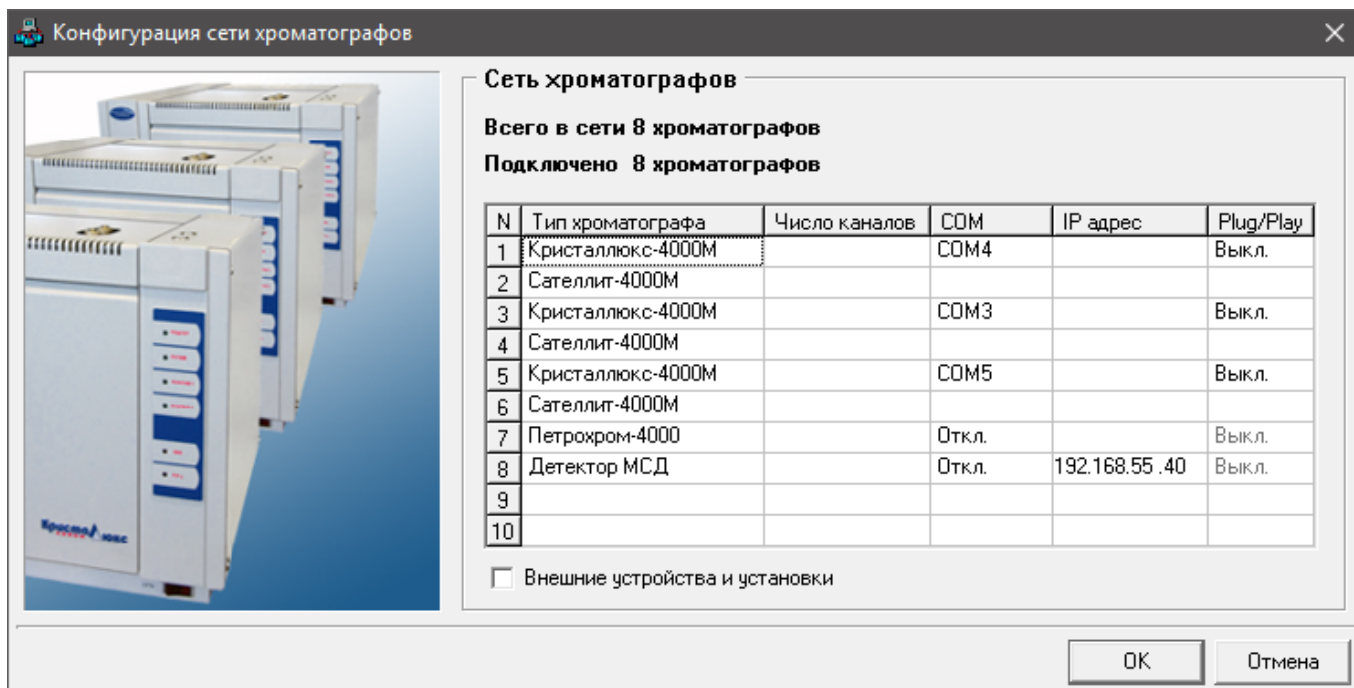 Конфигурация сети хроматографов
Сеть хроматографов
Всего в сети 8 хроматографов
Подключено 8 хроматографов
N Тип хроматографа Число каналов COM IP адрес Plug/Play
1 Кристаллюкс-4000М COM4 Выкл.
2 Сателлит-4000М
3 Кристаллюкс-4000М COM3 Выкл.
4 Сателлит-4000М
5 Кристаллюкс-4000М COM5 Выкл.
6 Сателлит-4000М
7 Петрохром-4000 Откл. Выкл.
8 Детектор МСД Откл. 192.168.55 .40 Выкл.
9
10
Внешние устройства и установки
КристаЛюкс
OK Отмена